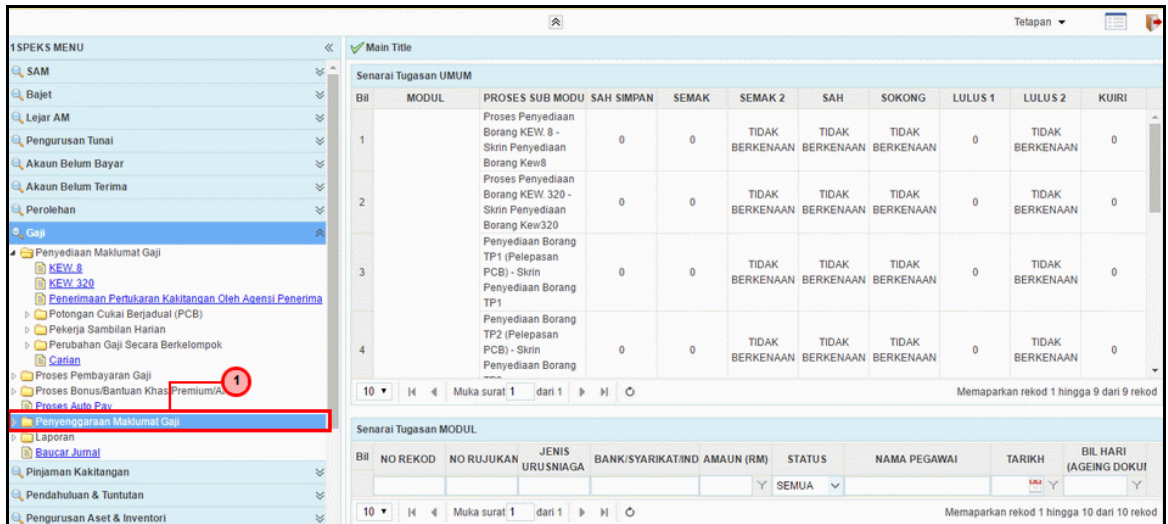 Tetapan
1SPEKS MENU
SAM
Bajet
Lejar AM
Pengurusan Tunai
Akaun Belum Bayar
Akaun Belum Terima
Perolehan
Gaji
Penyediaan Maklumat Gaji
KEW. 8
KEW. 320
Penerimaan Pertukaran Kakitangan Oleh Agensi Penerima
Potongan Cukai Berjadual (PCB)
Pekerja Sambilan Harian
Perubahan Gaji Secara Berkelompok
Carian
Proses Pembayaran Gaji
Proses Bonus/Bantuan Khas Premium/A
1
Proses Auto Pay
Penyenggaraan Maklumat Gaji
Laporan
Baucar Jurnal
Pinjaman Kakitangan
Pendahuluan & Tuntutan
Pengurusan Aset & Inventori
Main Title
Senarai Tugasan UMUM
Bil MODUL PROSES SUB MODU SAH SIMPAN SEMAK SEMAK 2 SAH SOKONG LULUS 1 LULUS 2 KUIRI
Proses Penyediaan
Borang KEW. 8 - TIDAK TIDAK TIDAK TIDAK
1 Skrin Penyediaan 0 0 BERKENAAN BERKENAAN BERKENAAN 0 BERKENAAN 0
Borang Kew8
Proses Penyediaan
Borang KEW. 320 - TIDAK TIDAK TIDAK TIDAK
2 Skrin Penyediaan 0 0 BERKENAAN BERKENAAN BERKENAAN 0 BERKENAAN 0
Borang Kew320
Penyediaan Borang
TP1 (Pelepasan TIDAK TIDAK TIDAK TIDAK
3 PCB) - Skrin 0 0 BERKENAAN BERKENAAN BERKENAAN 0 BERKENAAN 0
Penyediaan Borang
TP1
Penyediaan Borang
TP2 (Pelepasan TIDAK TIDAK TIDAK TIDAK
4 PCB) - Skrin 0 0 BERKENAAN BERKENAAN BERKENAAN 0 BERKENAAN 0
Penyediaan Borang
10 Muka surat 1 dari 1 Memaparkan rekod 1 hingga 9 dari 9 rekod
Senarai Tugasan MODUL
Bil NO REKOD NO RUJUKAN JENIS URUSNIAGA BANK/SYARIKAT/IND AMAUN (RM) STATUS NAMA PEGAWAI TARIKH BIL HARI (AGEING DOKUI
SEMUA
10 Muka surat 1 dari 1 Memaparkan rekod 1 hingga 10 dari 10 rekod